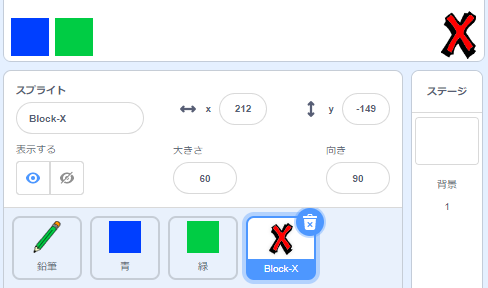 スプライト
Block-X
x 212
y -149
表示する
大きさ
60
向き
90
鉛筆
青
緑
Block-X
ステージ
背景
1